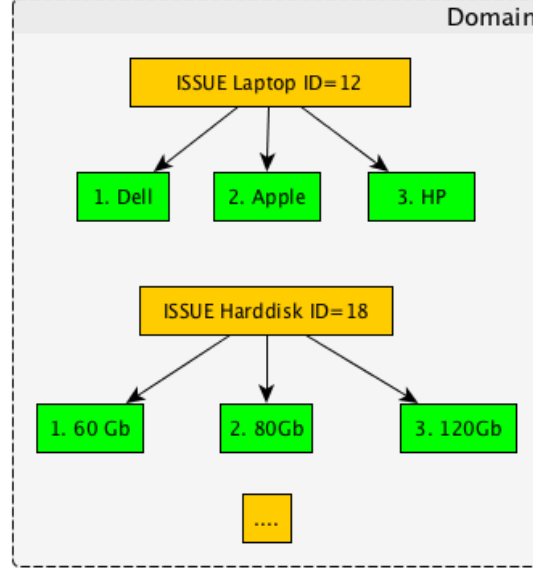 Domain
ISSUE Laptop ID=12
1. Dell
2. Apple
3. HP
ISSUE Harddisk ID=18
1. 60 Gb
2. 80Gb
3. 120Gb
....